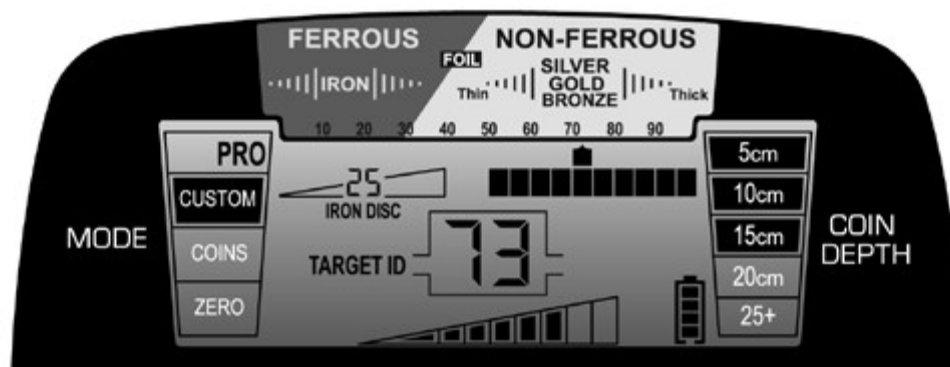 FERROUS NON-FERROUS
FOIL
IRON
Thin SILVER GOLD BRONZE Thick
10 20 30 40 50 60 70 80 90
MODE
PRO
CUSTOM
COINS
ZERO
25
IRON DISC
TARGET ID 73
5cm
10cm
15cm
20cm
25+
COIN
DEPTH